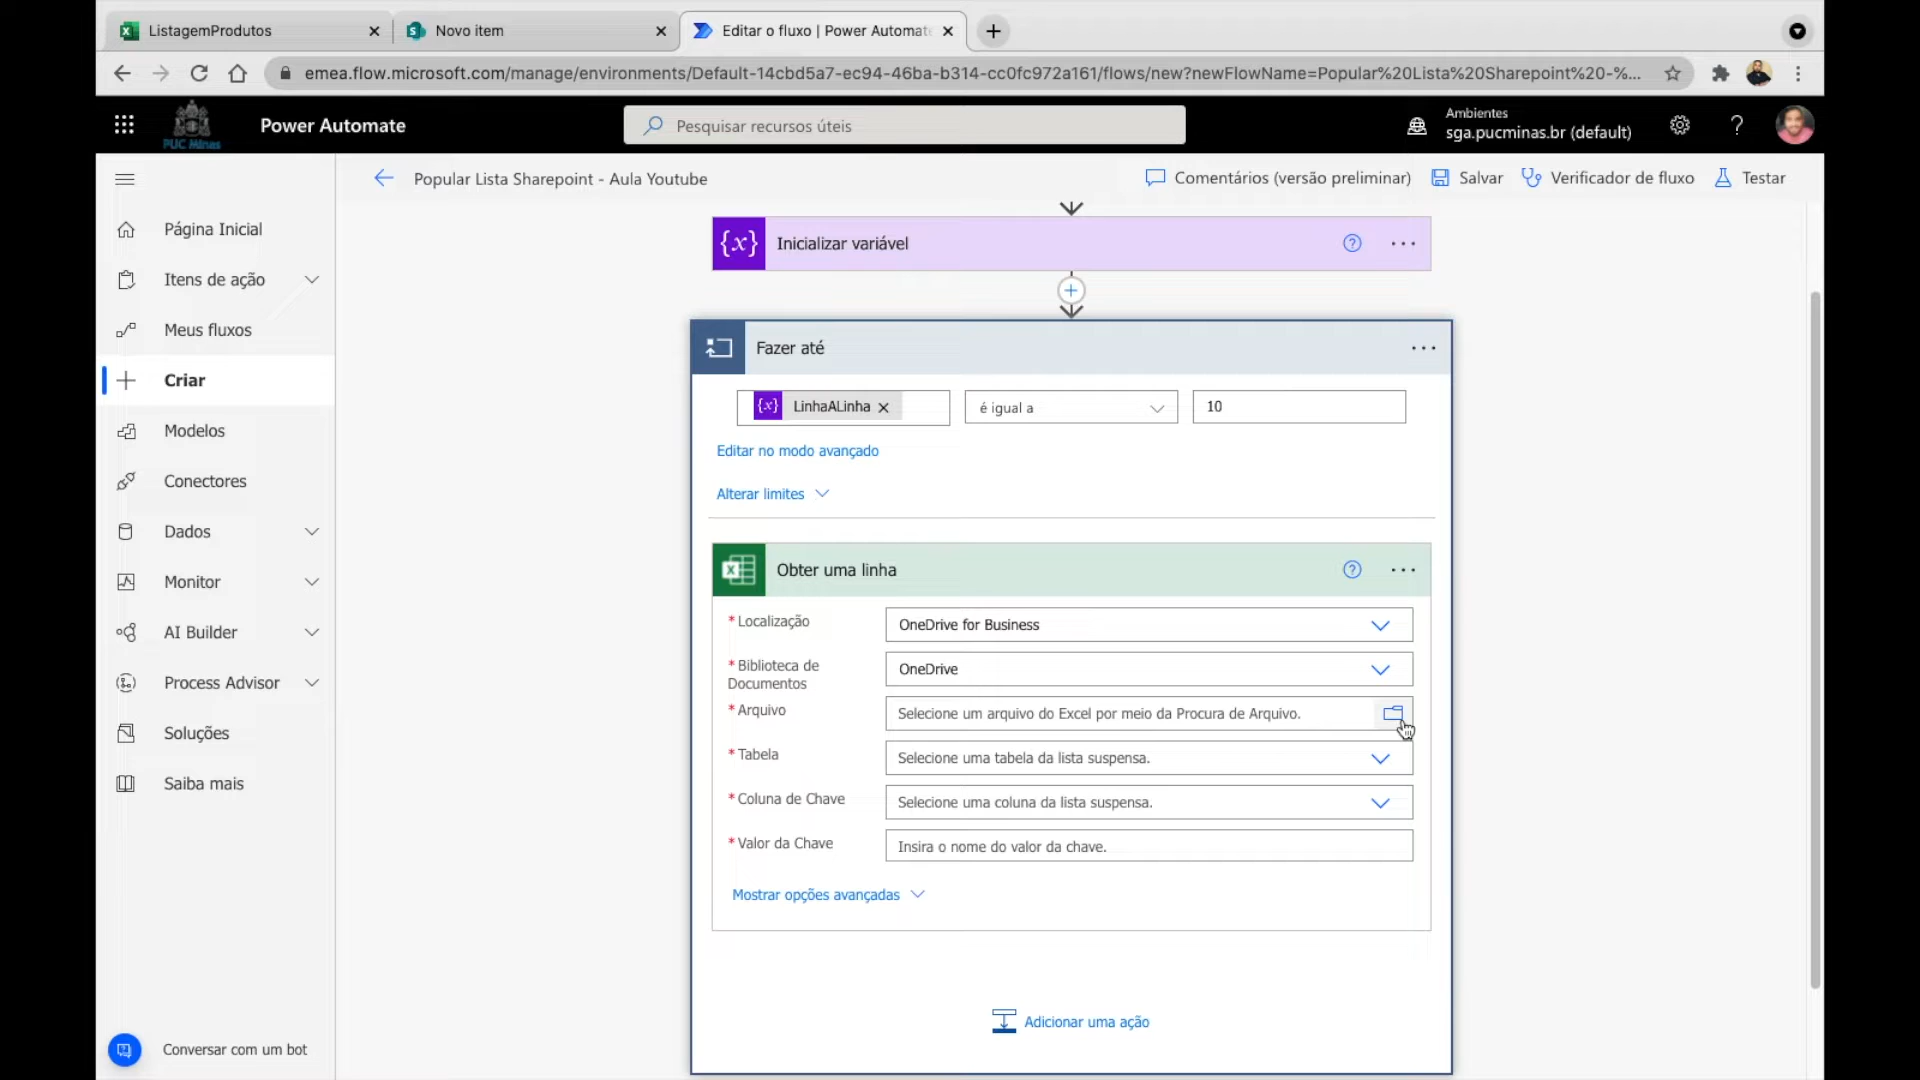 ListagemProdutos
Novo item
Editar o fluxo | Power Automat
emea.flow.microsoft.com/manage/environments/Default-14cbd5a7-ec94-46ba-b314-cc0fc972a161/flows/new?newFlowName=Popular%20Lista%20Sharepoint%20-%...
PUC Minas
Power Automate
Pesquisar recursos úteis
Ambientes
sga.pucminas.br (default)
Popular Lista Sharepoint - Aula Youtube
Comentários (versão preliminar)
Salvar
Verificador de fluxo
Testar
Página Inicial
Itens de ação
Meus fluxos
Criar
Modelos
Conectores
Dados
Monitor
AI Builder
Process Advisor
Soluções
Saiba mais
Conversar com um bot
{x} Inicializar variável
Fazer até
{x} LinhaALinha
é igual a
10
Editar no modo avançado
Alterar limites
Obter uma linha
* Localização
OneDrive for Business
* Biblioteca de
Documentos
OneDrive
* Arquivo
Selecione um arquivo do Excel por meio da Procura de Arquivo.
* Tabela
Selecione uma tabela da lista suspensa.
* Coluna de Chave
Selecione uma coluna da lista suspensa.
* Valor da Chave
Insira o nome do valor da chave.
Mostrar opções avançadas
Adicionar uma ação